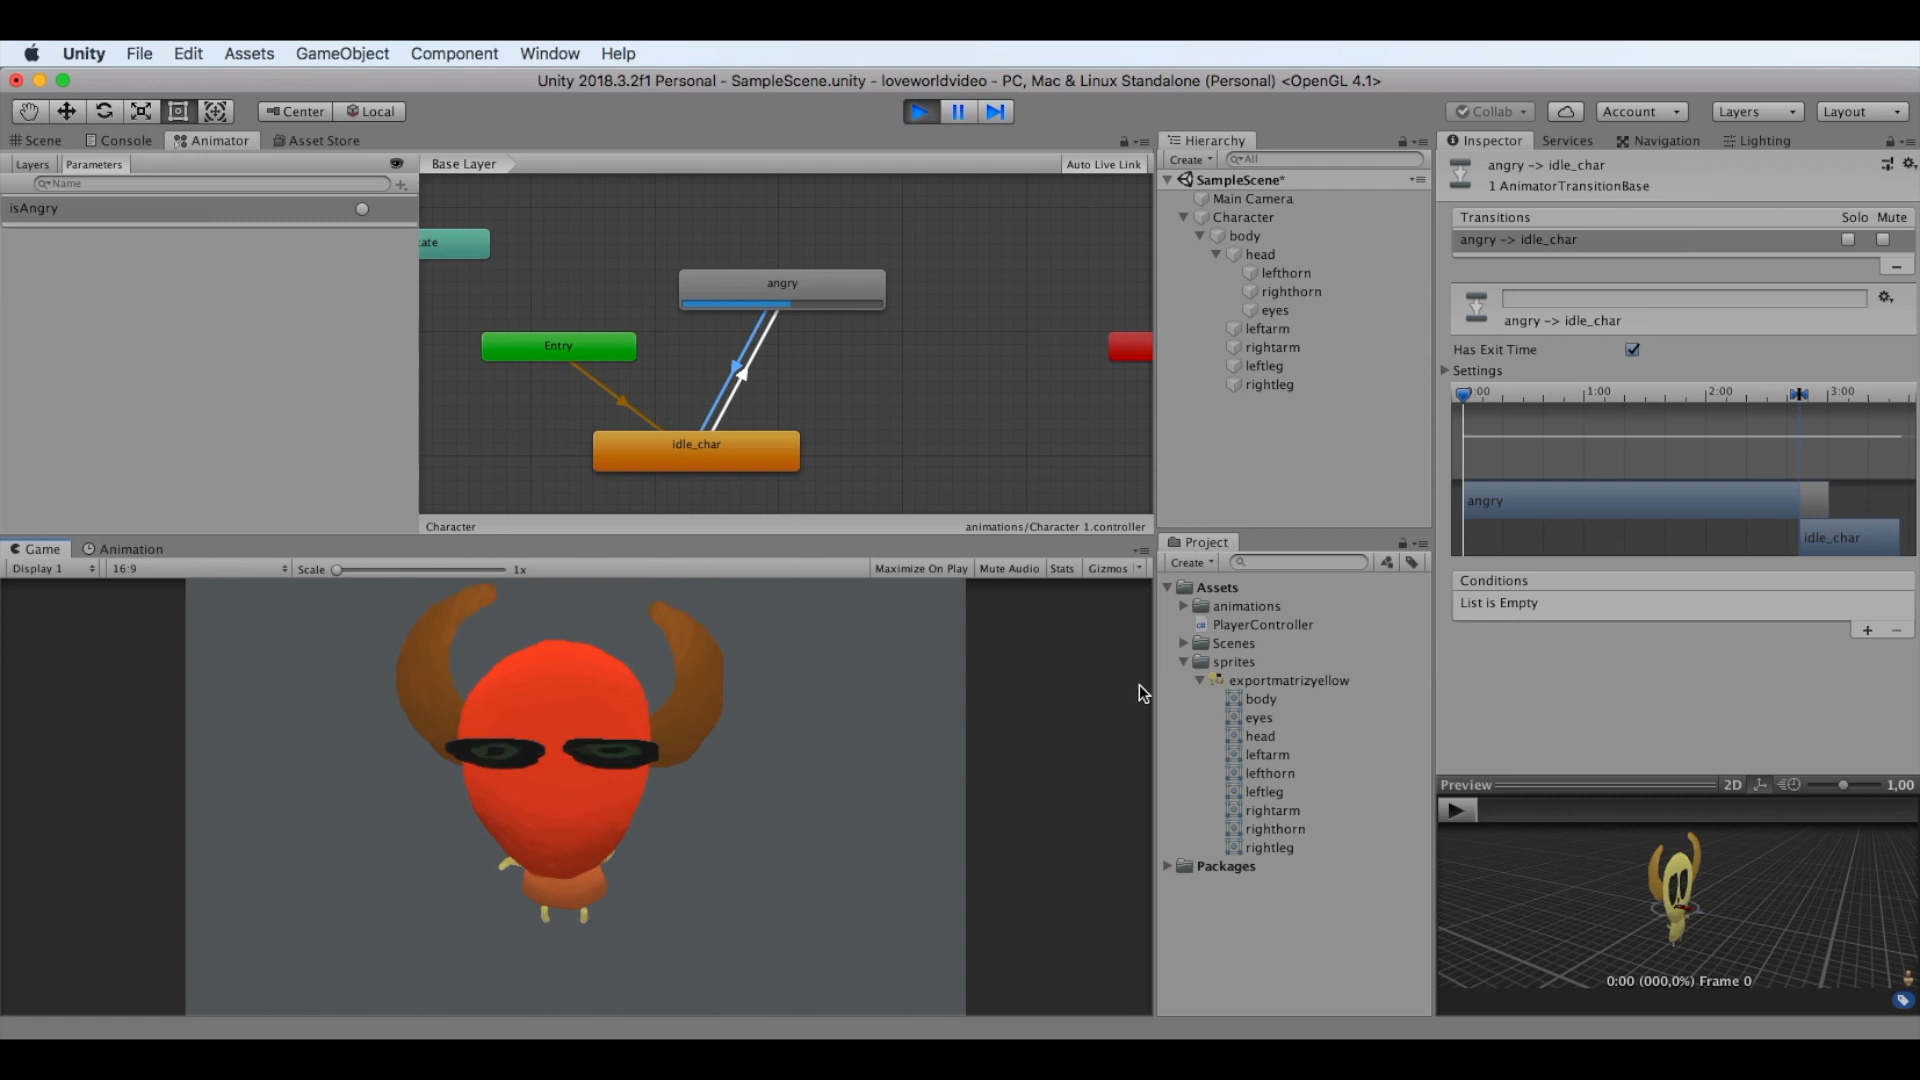 Unity File Edit Assets GameObject Component Window Help
Unity 2018.3.2f1 Personal - SampleScene.unity - loveworldvideo - PC, Mac & Linux Standalone (Personal) <OpenGL 4.1>
Center Local Collab Account Layers Layout
Scene Console Animator Asset Store
Layers Parameters
Name
isAngry
Base Layer Auto Live Link
ate
angry
Entry
idle_char
Character animations/Character 1.controller
Game Animation
Display 1 16:9 Scale 1x Maximize On Play Mute Audio Stats Gizmos
Hierarchy
Create All
SampleScene*
Main Camera
Character
body
head
lefthorn
righthorn
eyes
leftarm
rightarm
leftleg
rightleg
Project
Create
Assets
animations
PlayerController
Scenes
sprites
exportmatrizyellow
body
eyes
head
leftarm
lefthorn
leftleg
rightarm
righthorn
rightleg
Packages
Inspector Services Navigation Lighting
angry -> idle_char
1 AnimatorTransitionBase
Transitions Solo Mute
angry -> idle_char
angry -> idle_char
Has Exit Time
Settings
:00 1:00 2:00 3:00
angry
idle_char
Conditions
List is Empty
Preview 2D 1,00
0:00 (000,0%) Frame 0